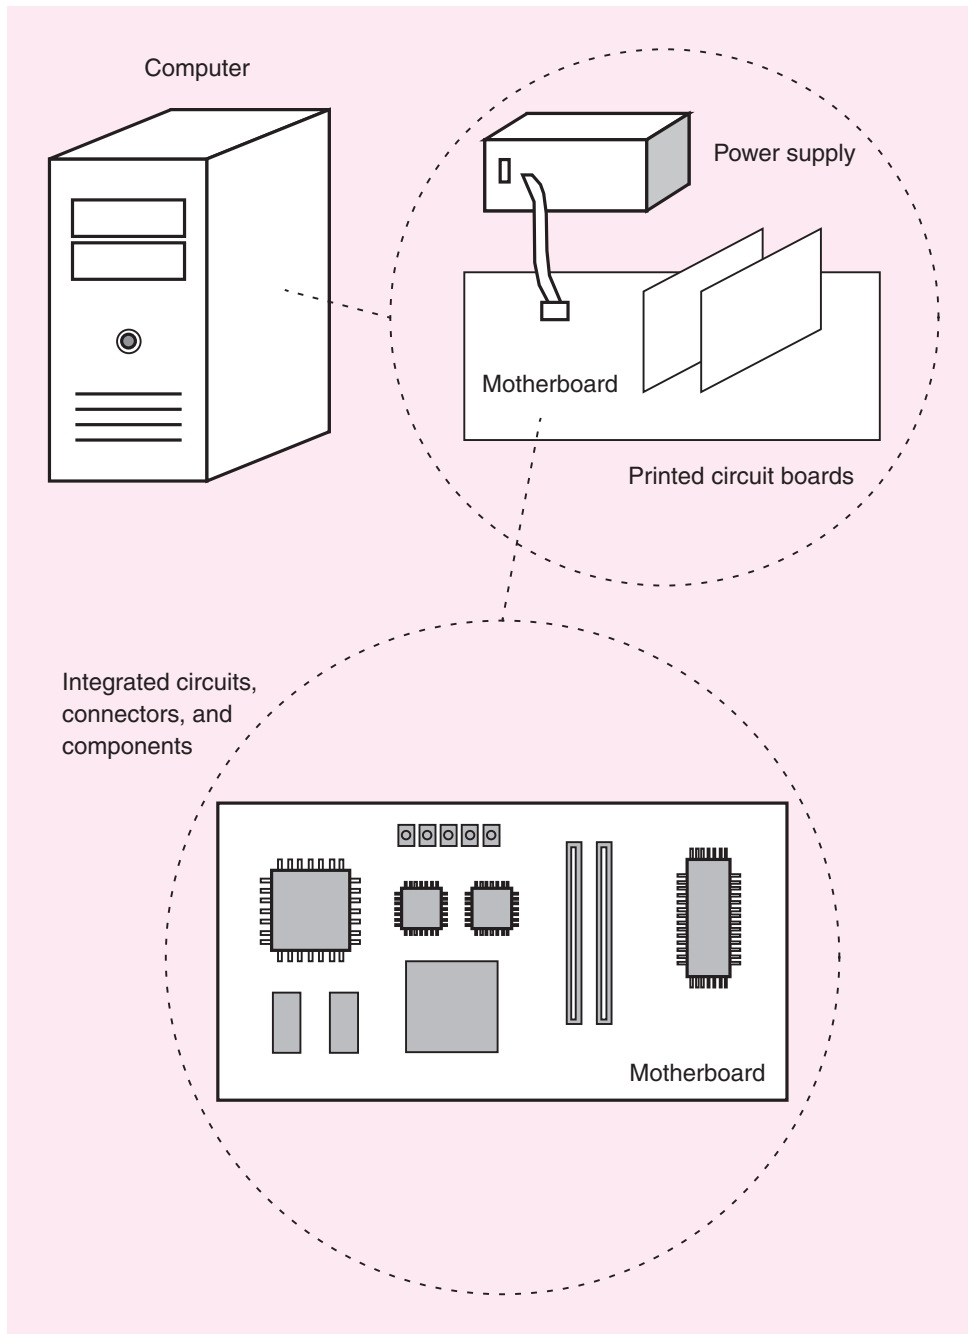 Computer
Power supply
Motherboard
Printed circuit boards
Integrated circuits,
connectors, and
components
Motherboard